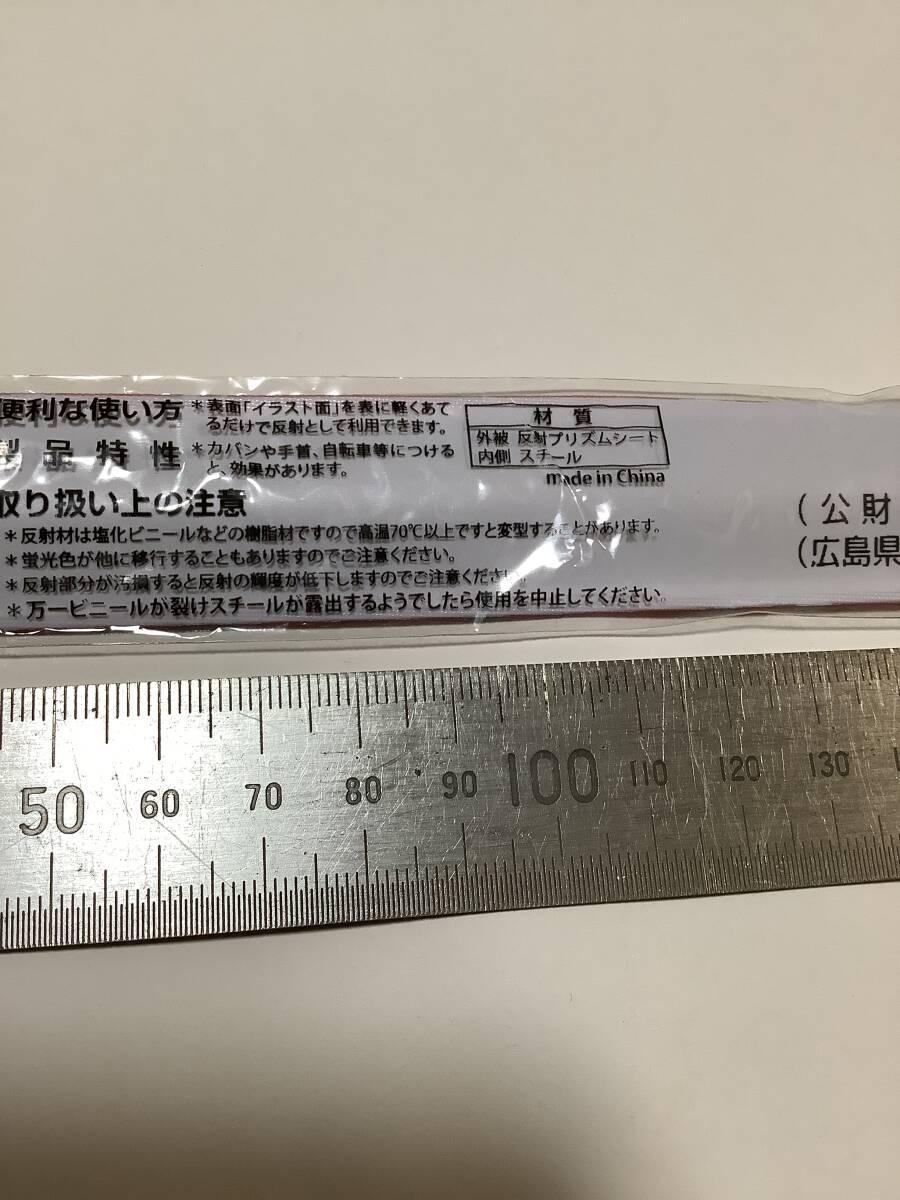 便利な使い方 *表面「イラスト面」を表に軽くあて
るだけで反射として利用できます。
製品特性 *カバンや手首、自転車等につける
と、効果があります。
材質
外被 反射プリズムシート
内側 スチール
made in China
取り扱い上の注意
*反射材は塩化ビニールなどの樹脂材ですので高温70℃以上ですと変型することがあります。
*蛍光色が他に移行することもありますのでご注意ください。
*反射部分が汚損すると反射の輝度が低下しますのでご注意ください。
*万一ビニールが裂けスチールが露出するようでしたら使用を中止してください。
(公財
(広島県
50 60 70 80 90 100 110 120 130